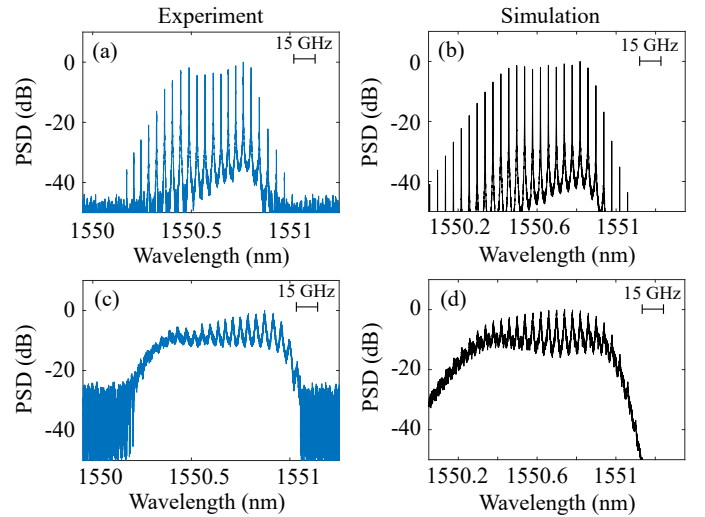 Experiment
Simulation
(a)
15 GHz
0
-20
-40
PSD (dB)
1550
1550.5
1551
Wavelength (nm)
(b)
15 GHz
0
-20
-40
PSD (dB)
1550.2
1550.6
1551
Wavelength (nm)
(c)
15 GHz
0
-20
-40
PSD (dB)
1550
1550.5
1551
Wavelength (nm)
(d)
15 GHz
0
-20
-40
PSD (dB)
1550.2
1550.6
1551
Wavelength (nm)